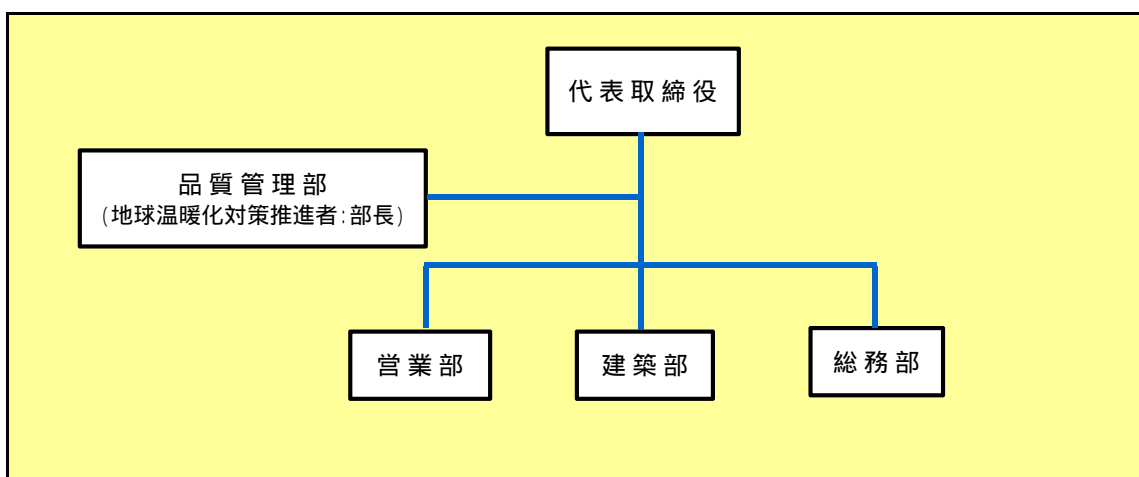 代表取締役
品質管理部
(地球温暖化対策推進者:部長)
営業部
建築部
総務部